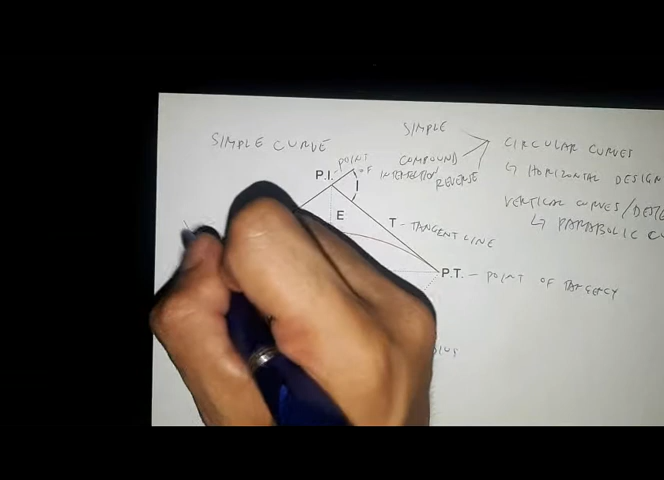 SIMPLE
SIMPLE CURVE
CIRCULAR CURVES
COMPOUND
REVERSE
↳ HORIZONTAL DESIGN
P.I. - POINT OF INTERSECTION
I
VERTICAL CURVES/
↳ PARABOLIC
E
T - TANGENT LINE
P.T. - POINT OF TANGENCY